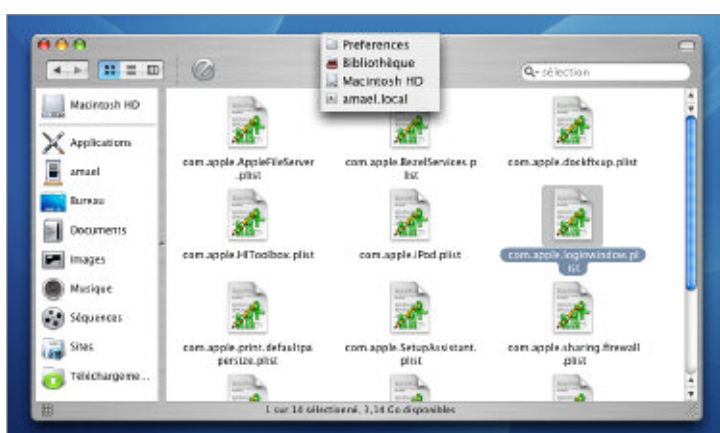 Preferences
Bibliothèque
Macintosh HD
amael.local
sélection
Macintosh HD
Applications
amael
Bureau
Documents
Images
Musique
Séquences
Sites
Téléchargeme...
com.apple.AppleFileServer
.plist
com.apple.BezelServices.p
list
com.apple.dockfixup.plist
com.apple.HIToolbox.plist
com.apple.iPod.plist
com.apple.loginwindow.pl
ist
com.apple.print.defaultpa
persize.plist
com.apple.SetupAssistant.
plist
com.apple.sharing.firewall
.plist
1 sur 14 sélectionné, 3,14 Go disponibles